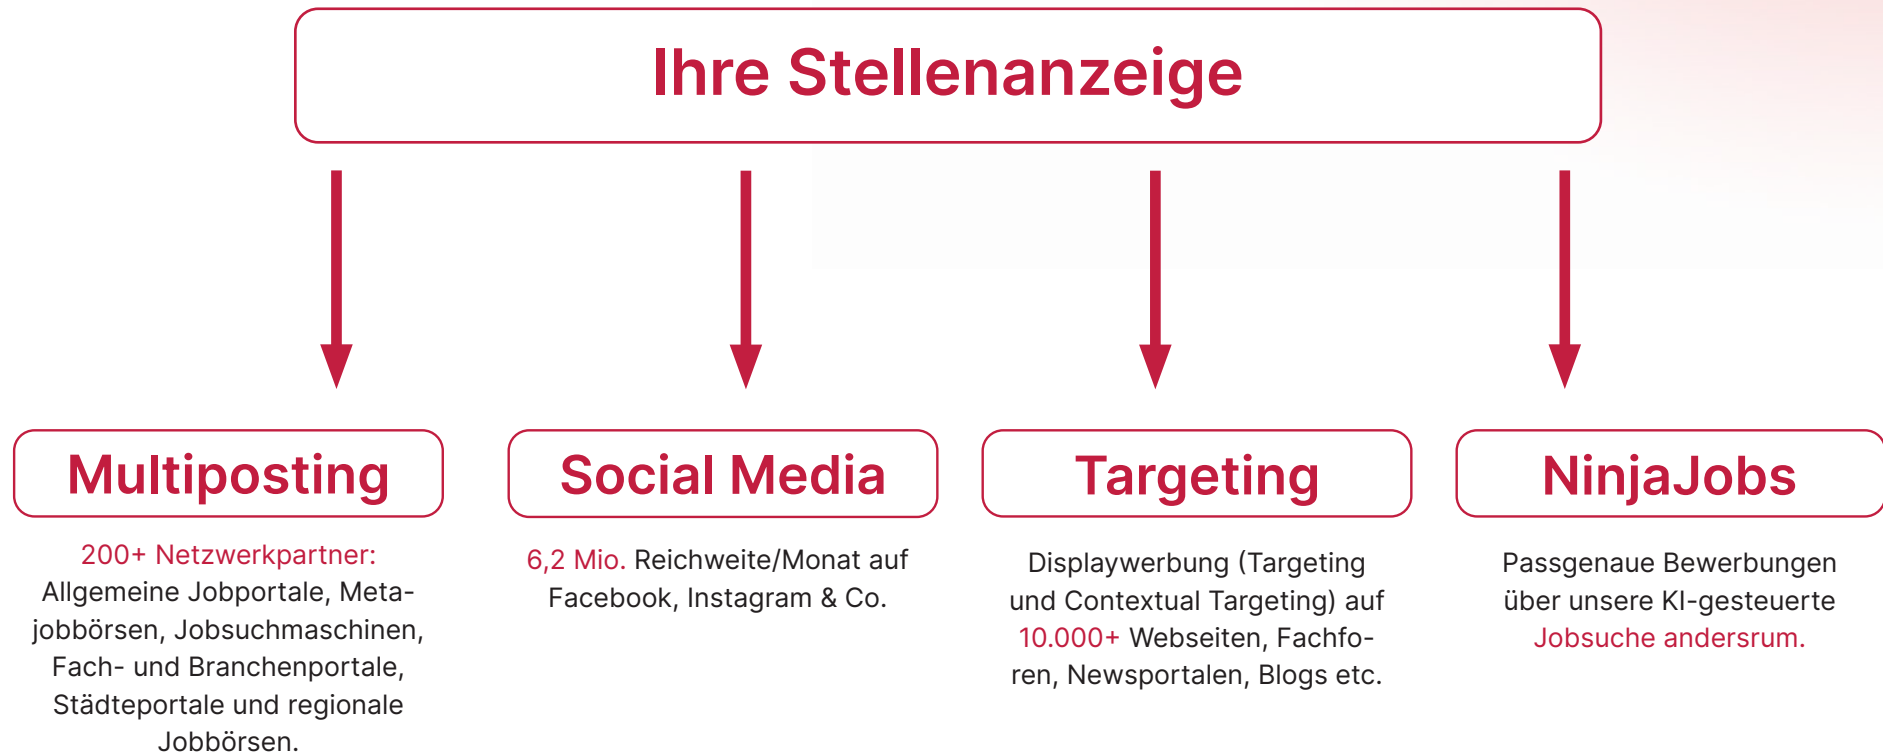 Ihre Stellenanzeige
Multiposting
200+ Netzwerkpartner:
Allgemeine Jobportale, Meta-
jobbörsen, Jobsuchmaschinen,
Fach- und Branchenportale,
Städteportale und regionale
Jobbörsen.
Social Media
6,2 Mio. Reichweite/Monat auf
Facebook, Instagram & Co.
Targeting
Displaywerbung (Targeting
und Contextual Targeting) auf
10.000+ Webseiten, Fachfo-
ren, Newsportalen, Blogs etc.
NinjaJobs
Passgenaue Bewerbungen
über unsere KI-gesteuerte
Jobsuche andersrum.